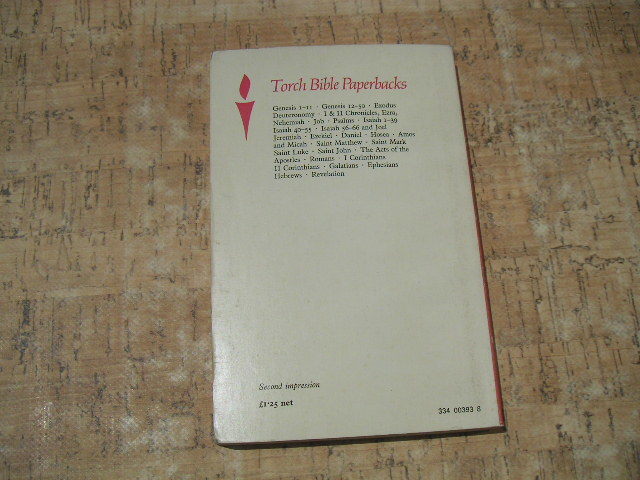 Torch Bible Paperbacks
Genesis 1-11 · Genesis 12-50 · Exodus
Deuteronomy · I & II Chronicles, Ezra,
Nehemiah · Job · Psalms · Isaiah 1-39
Isaiah 40-55 · Isaiah 56-66 and Joel
Jeremiah · Ezekiel · Daniel · Hosea · Amos
and Micah · Saint Matthew · Saint Mark
Saint Luke · Saint John · The Acts of the
Apostles · Romans · I Corinthians
II Corinthians · Galatians · Ephesians
Hebrews · Revelation
Second impression
£1·25 net
334 00393 8